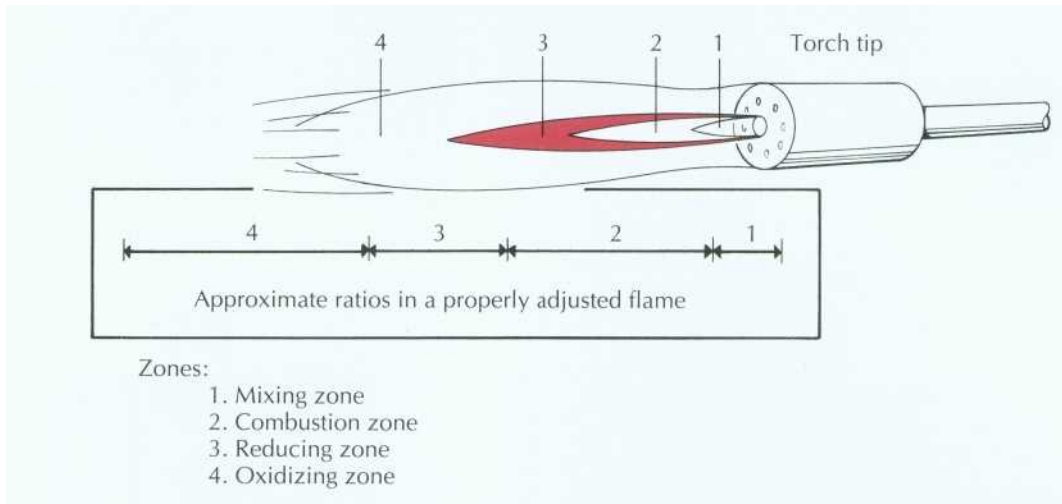 4 3 2 1 Torch tip
4 3 2 1
Approximate ratios in a properly adjusted flame
Zones:
1. Mixing zone
2. Combustion zone
3. Reducing zone
4. Oxidizing zone